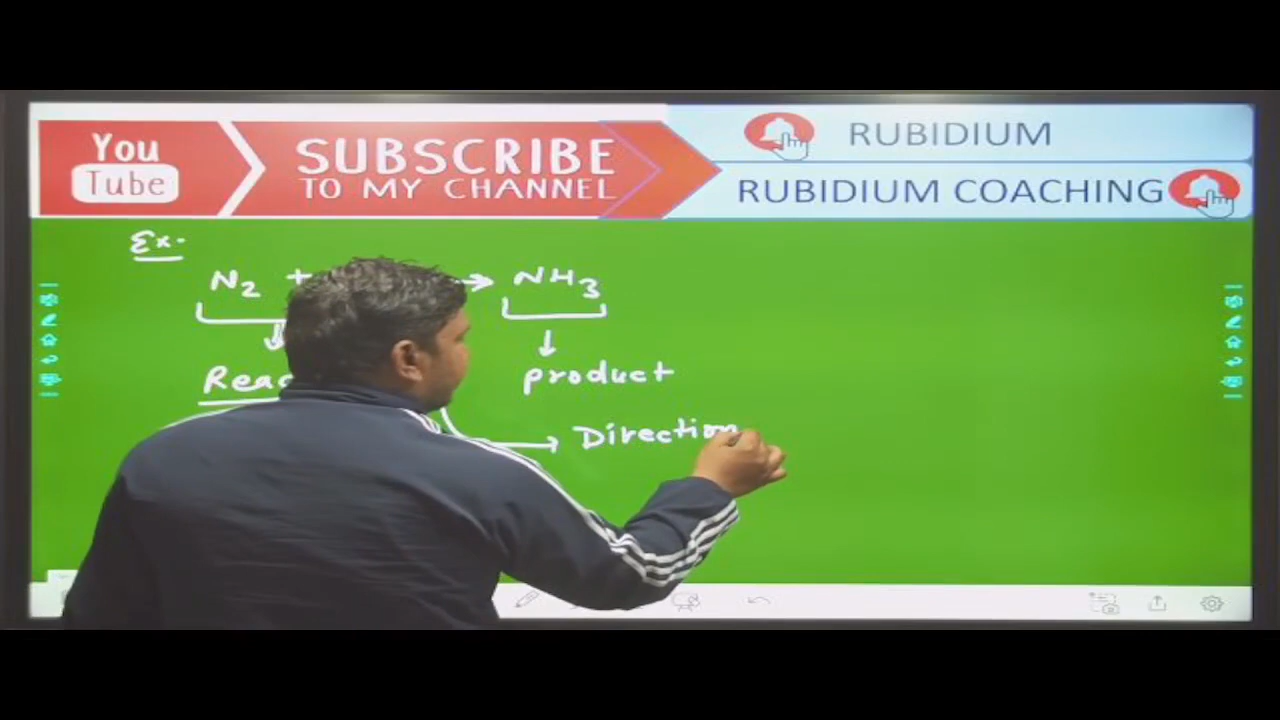 You
Tube
SUBSCRIBE
TO MY CHANNEL
RUBIDIUM
RUBIDIUM COACHING
Ex.
N2 + → NH3
product
Direction